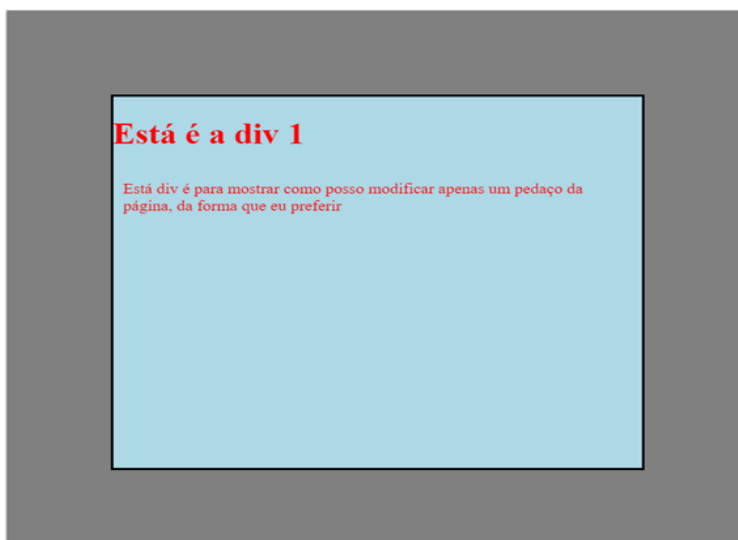 Está é a div 1
Está div é para mostrar como posso modificar apenas um pedaço da
página, da forma que eu preferir